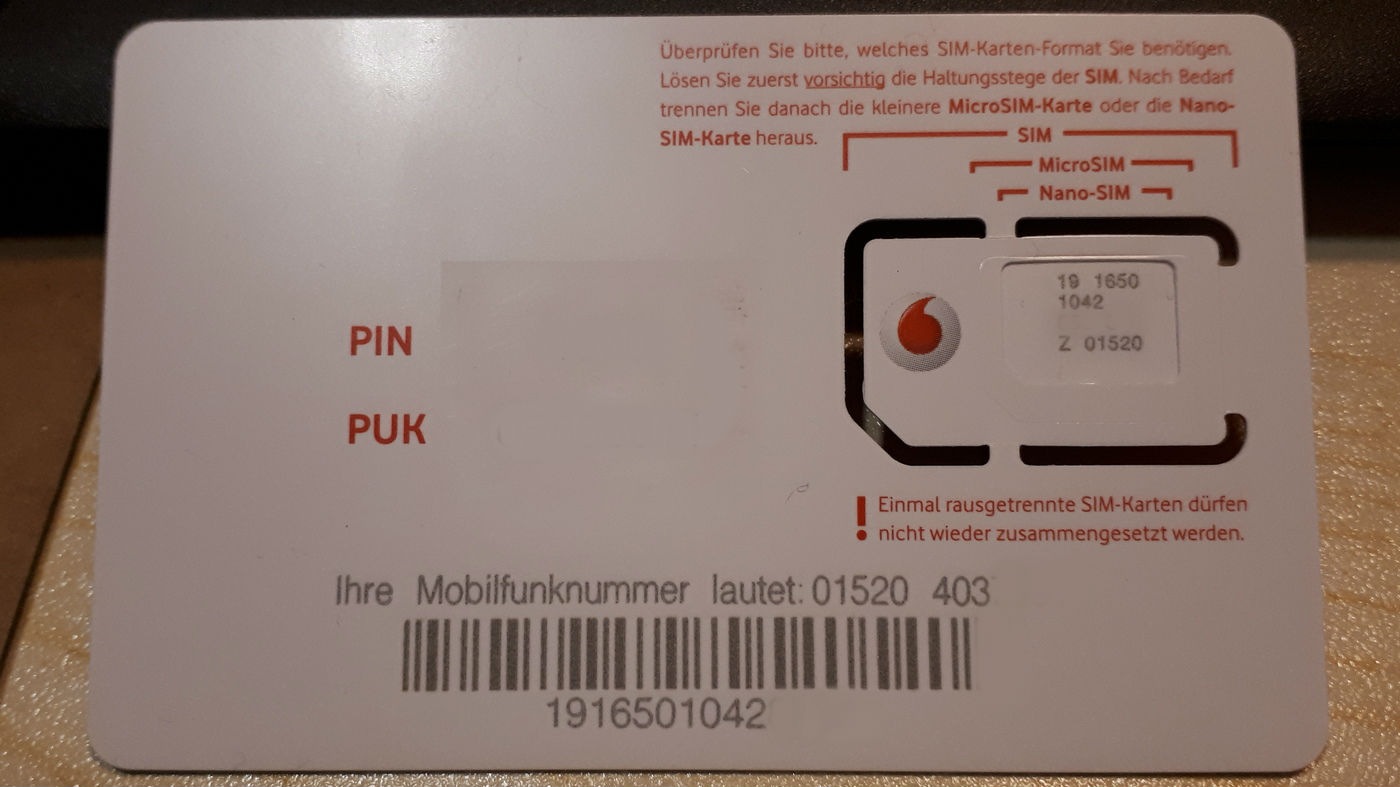 Überprüfen Sie bitte, welches SIM-Karten-Format Sie benötigen.
Lösen Sie zuerst vorsichtig die Haltungsstege der SIM. Nach Bedarf
trennen Sie danach die kleinere MicroSIM-Karte oder die Nano-
SIM-Karte heraus.
SIM
MicroSIM
Nano-SIM
19 1650
1042
Z 01520
PIN
PUK
! Einmal rausgetrennte SIM-Karten dürfen
nicht wieder zusammengesetzt werden.
Ihre Mobilfunknummer lautet: 01520 403
1916501042